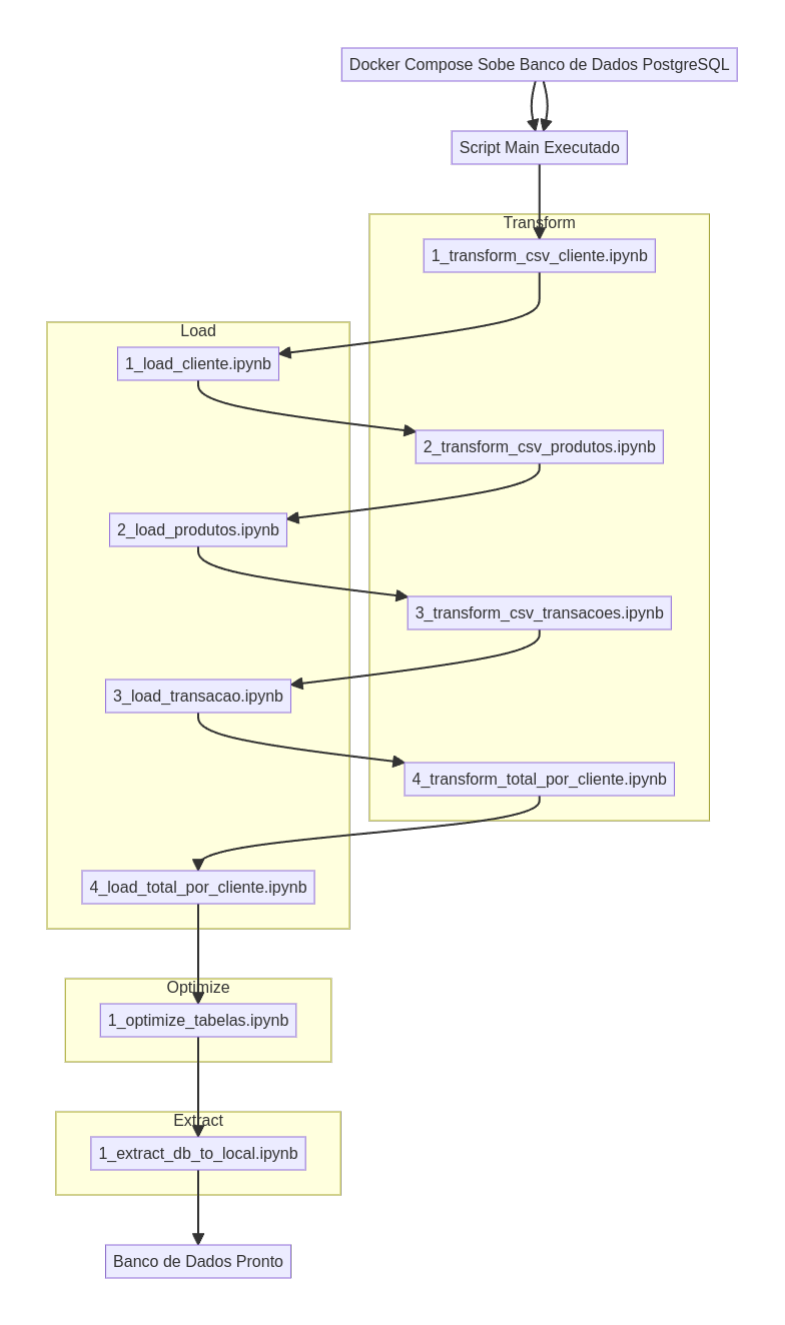 Docker Compose Sobe Banco de Dados PostgreSQL
Script Main Executado
Transform
1_transform_csv_cliente.ipynb
Load
1_load_cliente.ipynb
2_transform_csv_produtos.ipynb
2_load_produtos.ipynb
3_transform_csv_transacoes.ipynb
3_load_transacao.ipynb
4_transform_total_por_cliente.ipynb
4_load_total_por_cliente.ipynb
Optimize
1_optimize_tabelas.ipynb
Extract
1_extract_db_to_local.ipynb
Banco de Dados Pronto